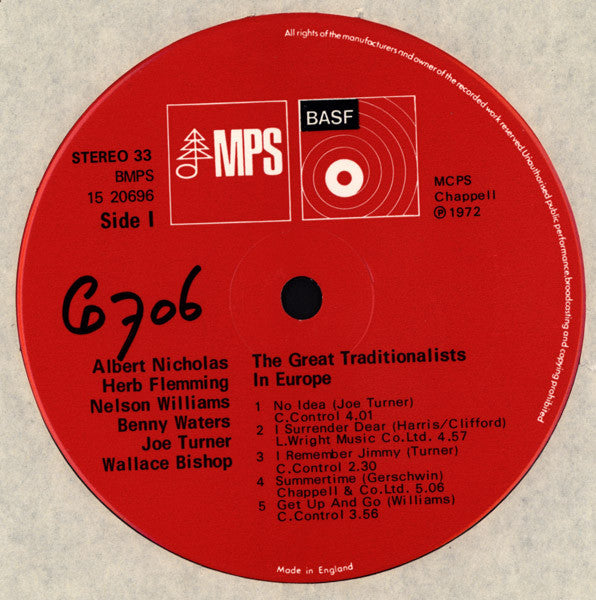 All rights of the manufacturers and owner of the recorded work reserved. Unauthorised public performance, broadcasting and copying prohibited
MPS
BASF
STEREO 33
BMPS
15 20696
Side I
MCPS
Chappell
℗ 1972
60706
Albert Nicholas
Herb Flemming
Nelson Williams
Benny Waters
Joe Turner
Wallace Bishop
The Great Traditionalists
In Europe
1 No Idea (Joe Turner)
C.Control 4.01
2 I Surrender Dear (Harris/Clifford)
L.Wright Music Co.Ltd. 4.57
3 I Remember Jimmy (Turner)
C.Control 2.30
4 Summertime (Gerschwin)
Chappell & Co.Ltd. 5.06
5 Get Up And Go (Williams)
C.Control 3.56
Made in England